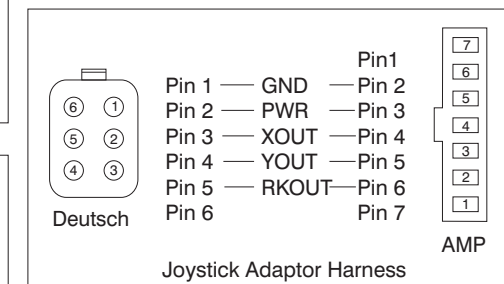 Pin1
Pin 1 GND Pin 2
Pin 2 PWR Pin 3
Pin 3 XOUT Pin 4
Pin 4 YOUT Pin 5
Pin 5 RKOUT Pin 6
Pin 6 Pin 7
6 1
5 2
4 3
Deutsch
7
6
5
4
3
2
1
AMP
Joystick Adaptor Harness